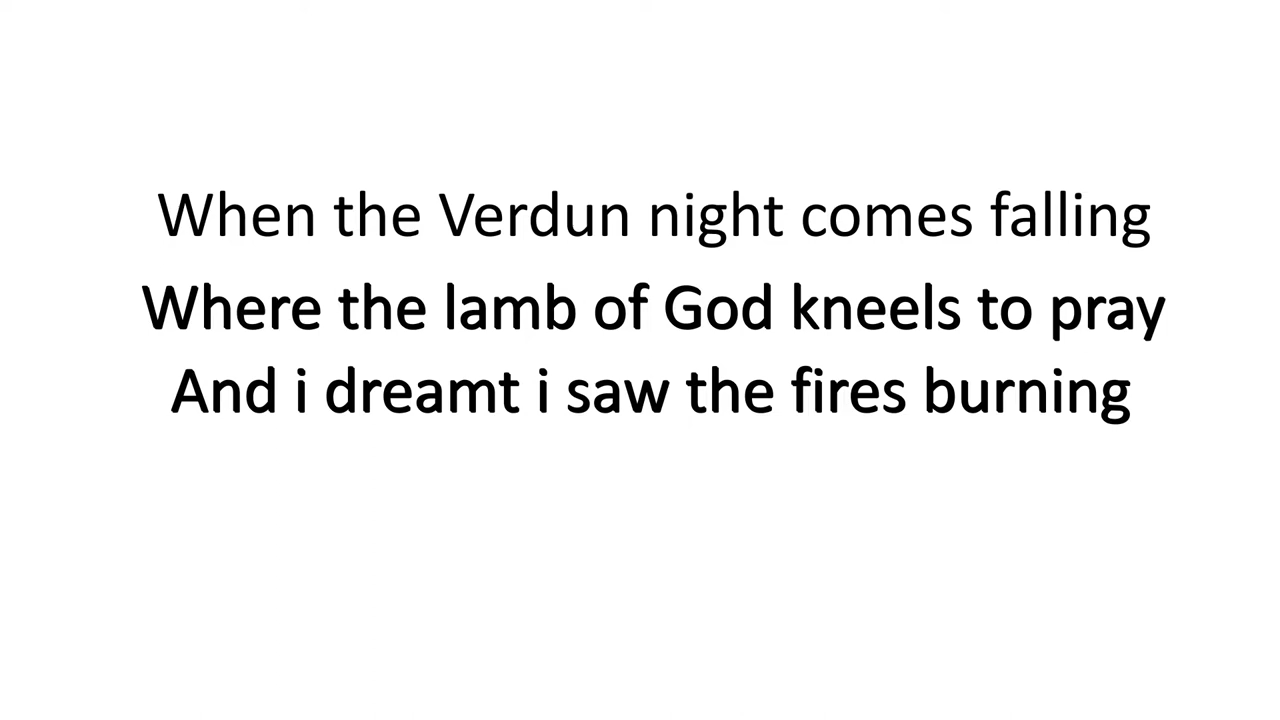 When the Verdun night comes falling
Where the lamb of God kneels to pray
And i dreamt i saw the fires burning